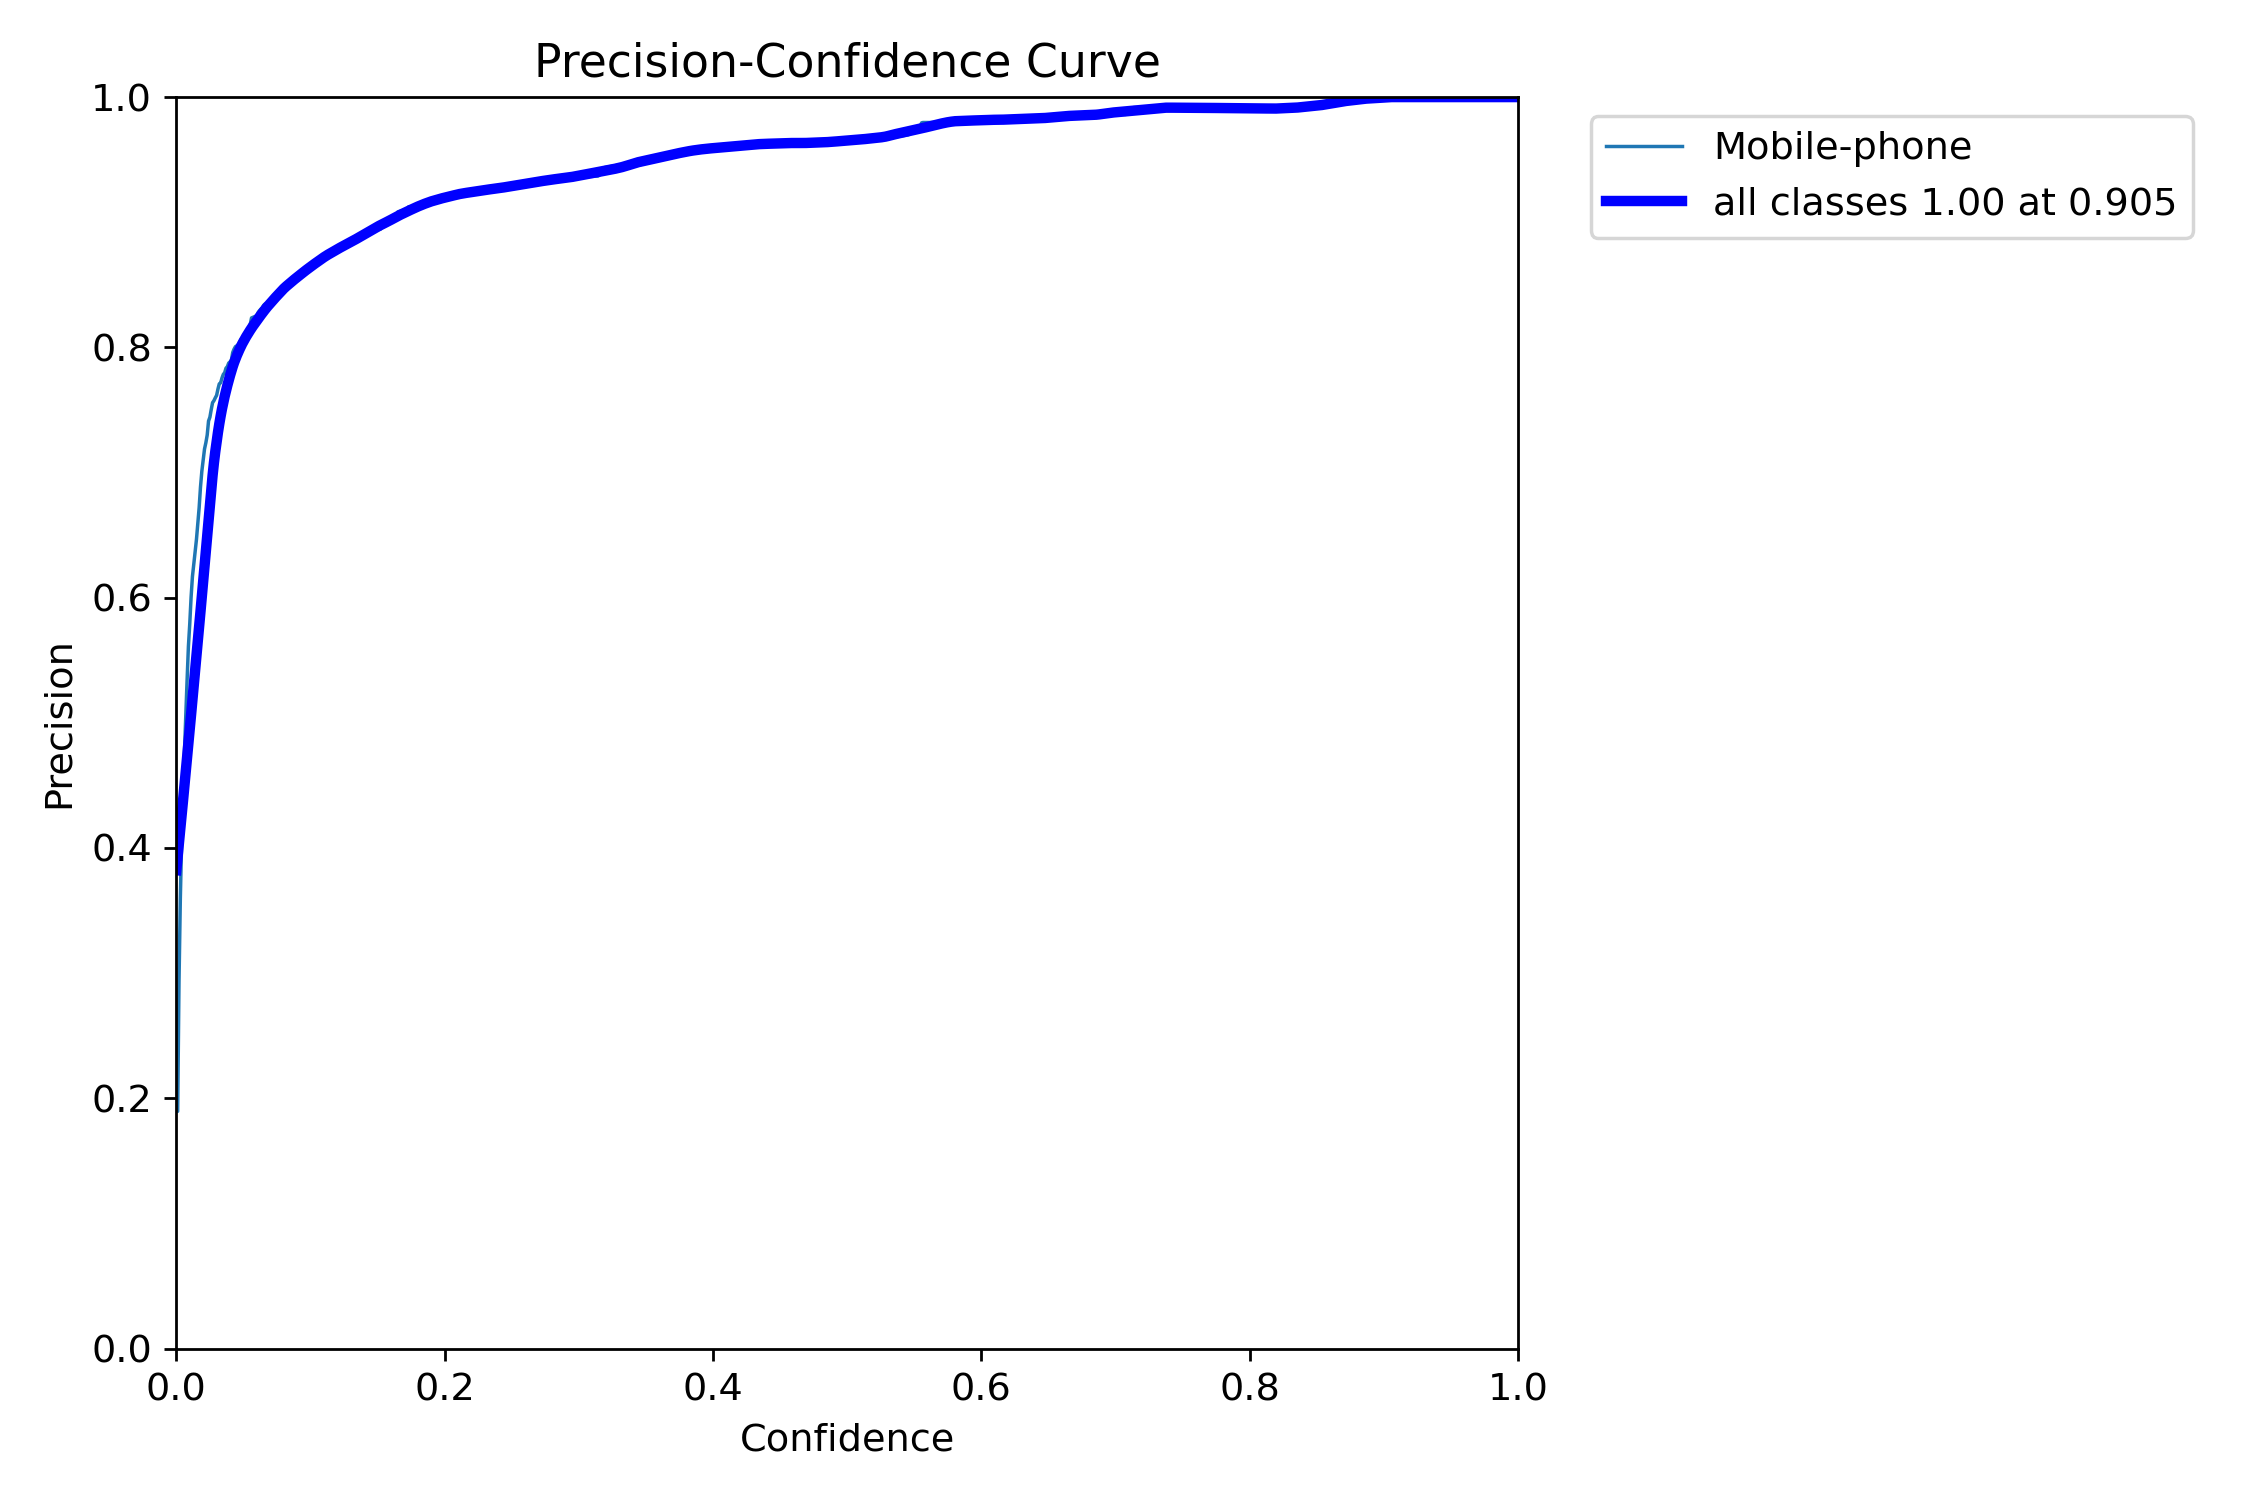 Precision-Confidence Curve
1.0
0.8
0.6
0.4
0.2
0.0
Precision
0.0 0.2 0.4 0.6 0.8 1.0
Confidence
Mobile-phone
all classes 1.00 at 0.905